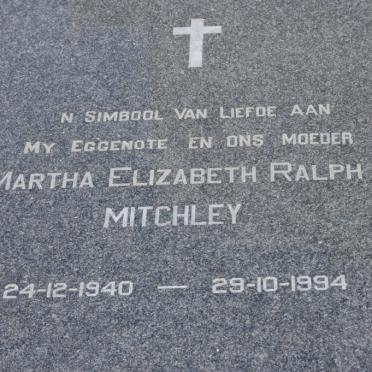 'N SIMBOOL VAN LIEFDE AAN
MY EGGENOTE EN ONS MOEDER
MARTHA ELIZABETH RALPH
MITCHLEY
24-12-1940 — 29-10-1994